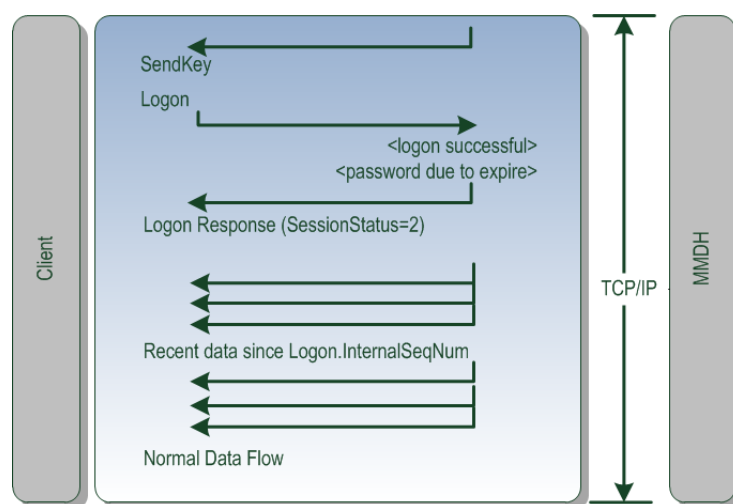 SendKey
Logon
<logon successful>
<password due to expire>
Logon Response (SessionStatus=2)
Client
TCP/IP
MMDH
Recent data since Logon.InternalSeqNum
Normal Data Flow